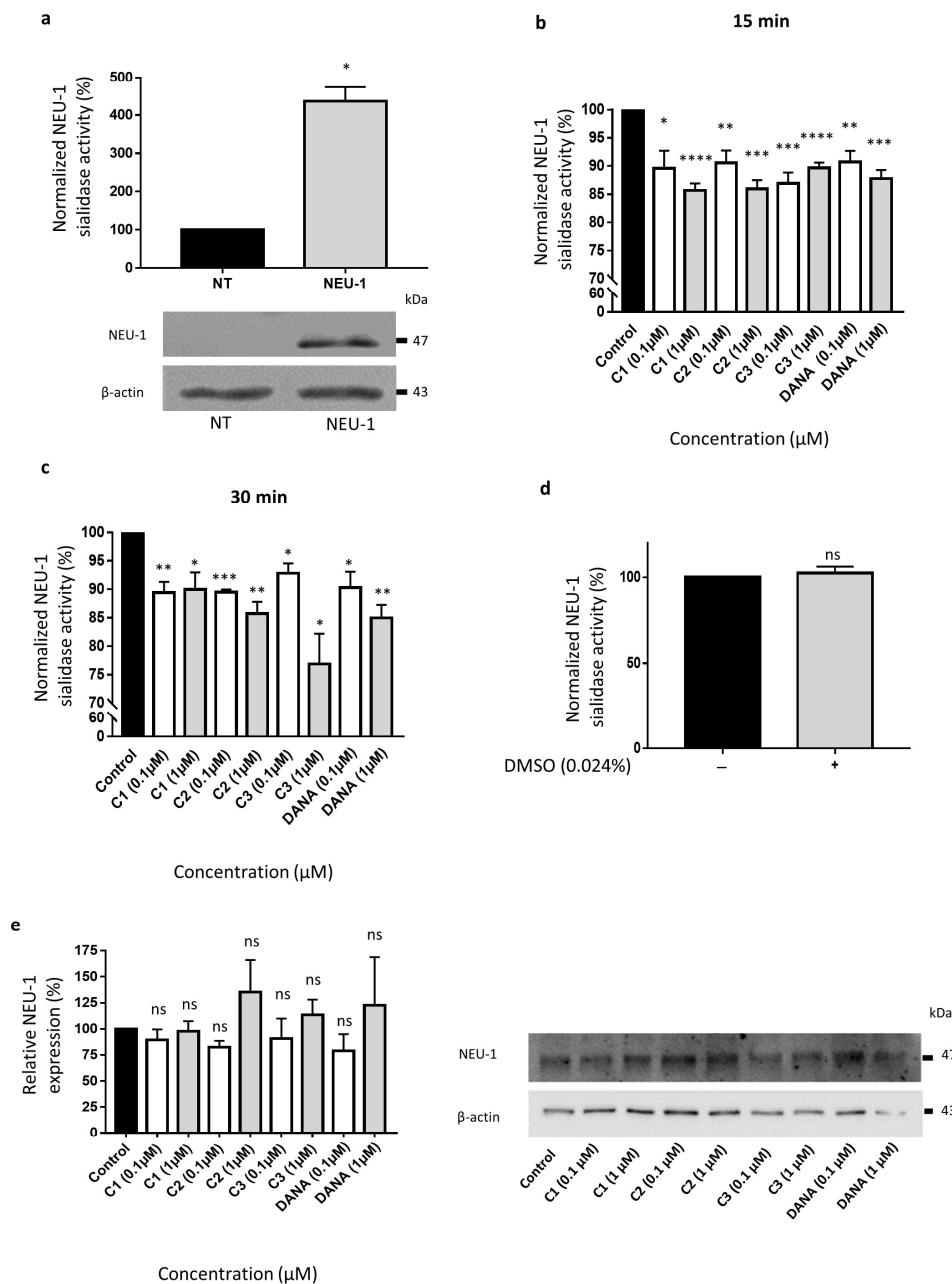 a
Normalized NEU-1
sialidase activity (%)
500
400
300
200
100
0
*
NT
NEU-1
kDa
NEU-1
47
β-actin
43
NT
NEU-1
b
15 min
Normalized NEU-1
sialidase activity (%)
100
95
90
85
80
70
60
0
*
****
**
***
***
****
**
***
Control
C1 (0.1μM)
C1 (1μM)
C2 (0.1μM)
C2 (1μM)
C3 (0.1μM)
C3 (1μM)
DANA (0.1μM)
DANA (1μM)
Concentration (μM)
c
30 min
Normalized NEU-1
sialidase activity (%)
100
95
90
85
80
75
70
60
0
**
*
***
**
*
*
*
**
Control
C1 (0.1μM)
C1 (1μM)
C2 (0.1μM)
C2 (1μM)
C3 (0.1μM)
C3 (1μM)
DANA (0.1μM)
DANA (1μM)
Concentration (μM)
d
Normalized NEU-1
sialidase activity (%)
100
50
0
ns
DMSO (0.024%)
–
+
e
Relative NEU-1
expression (%)
175
150
125
100
75
50
25
0
ns
ns
ns
ns
ns
ns
ns
ns
Control
C1 (0.1μM)
C1 (1μM)
C2 (0.1μM)
C2 (1μM)
C3 (0.1μM)
C3 (1μM)
DANA (0.1μM)
DANA (1μM)
Concentration (μM)
kDa
NEU-1
47
β-actin
43
Control
C1 (0.1 μM)
C1 (1 μM)
C2 (0.1 μM)
C2 (1 μM)
C3 (0.1 μM)
C3 (1 μM)
DANA (0.1 μM)
DANA (1 μM)